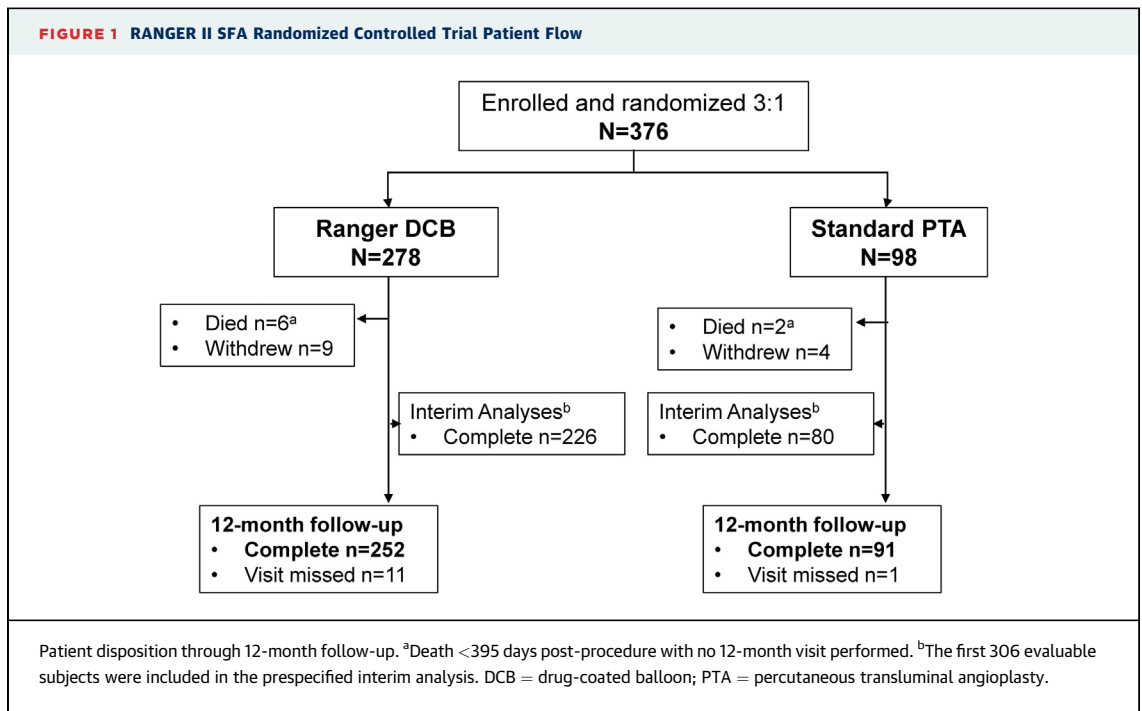 FIGURE 1 RANGER II SFA Randomized Controlled Trial Patient Flow
Enrolled and randomized 3:1
N=376
Ranger DCB
N=278
Standard PTA
N=98
• Died n=6ᵃ
• Withdrew n=9
• Died n=2ᵃ
• Withdrew n=4
Interim Analysesᵇ
• Complete n=226
Interim Analysesᵇ
• Complete n=80
12-month follow-up
• Complete n=252
• Visit missed n=11
12-month follow-up
• Complete n=91
• Visit missed n=1
Patient disposition through 12-month follow-up. ᵃDeath <395 days post-procedure with no 12-month visit performed. ᵇThe first 306 evaluable
subjects were included in the prespecified interim analysis. DCB = drug-coated balloon; PTA = percutaneous transluminal angioplasty.